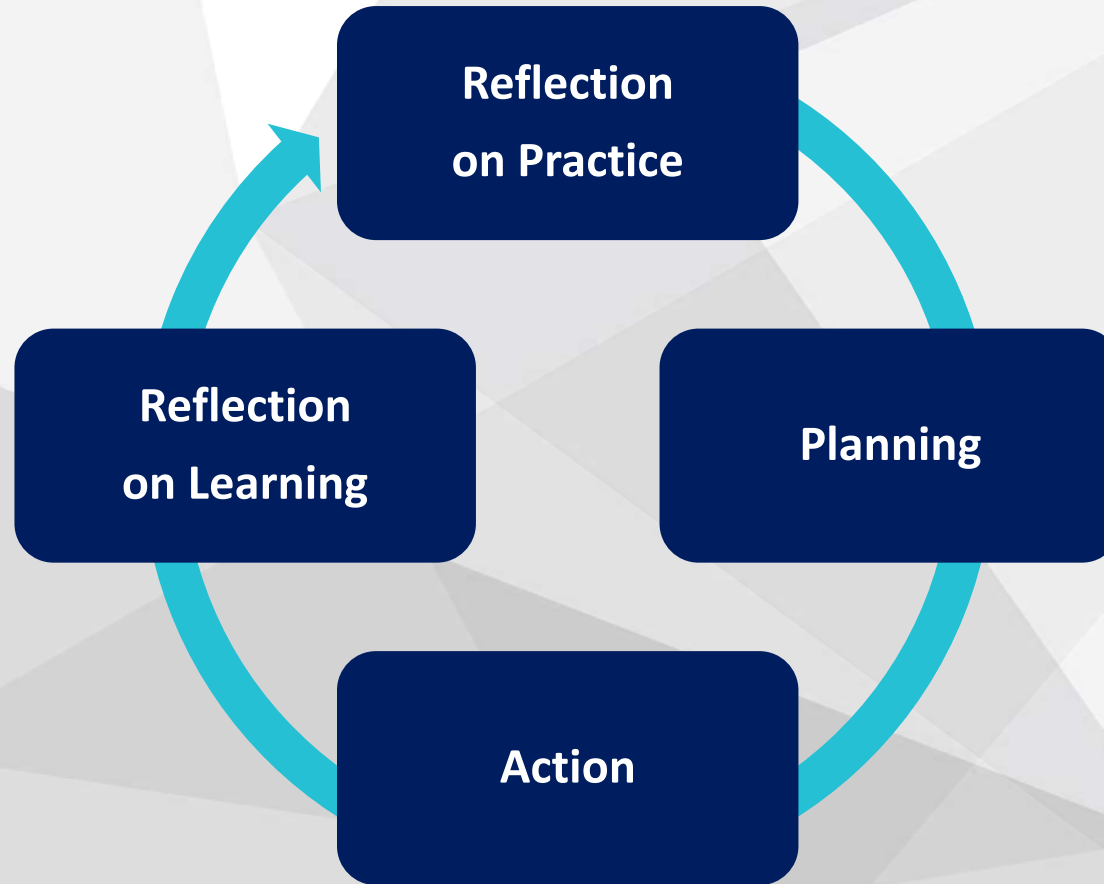 Reflection
on Practice
Reflection
on Learning
Planning
Action